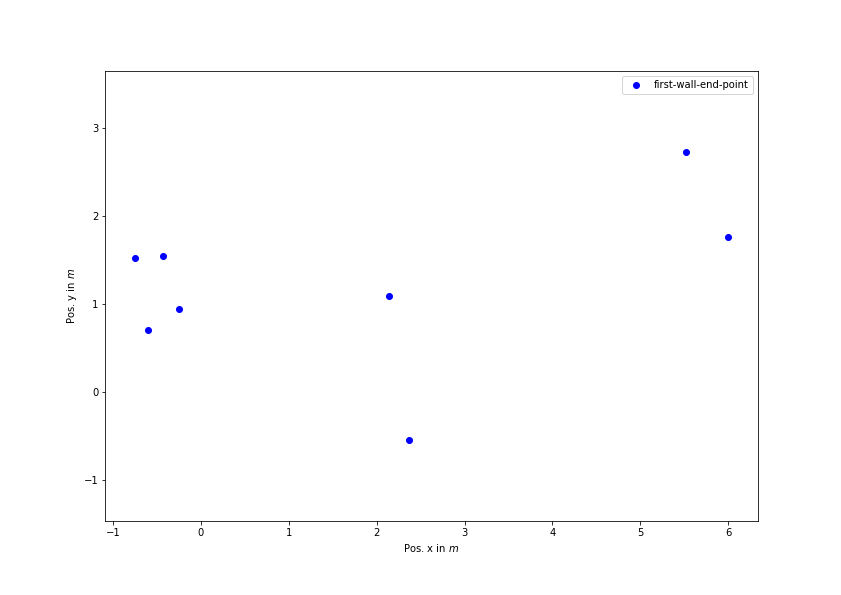 first-wall-end-point
3
2
1
0
−1
Pos. y in m
−1 0 1 2 3 4 5 6
Pos. x in m